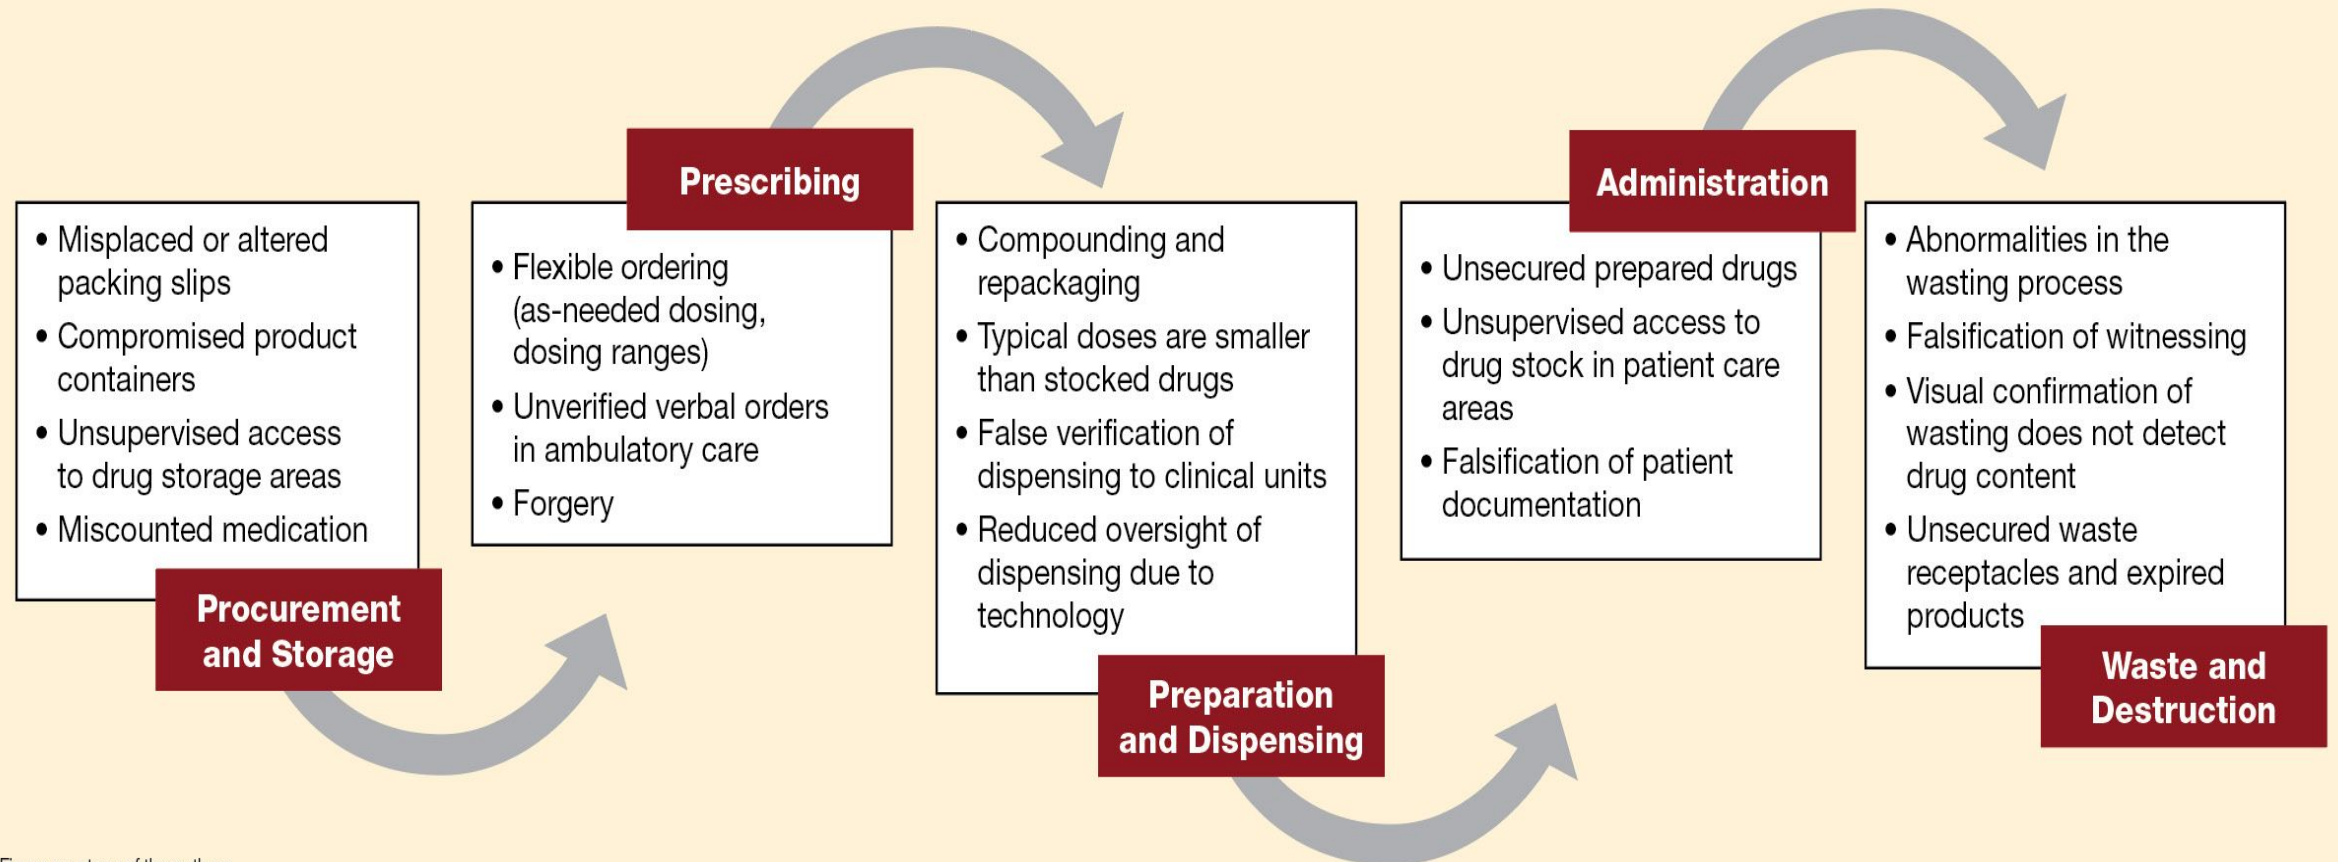 • Misplaced or altered
packing slips
• Compromised product
containers
• Unsupervised access
to drug storage areas
• Miscounted medication
Procurement
and Storage
Prescribing
• Flexible ordering
(as-needed dosing,
dosing ranges)
• Unverified verbal orders
in ambulatory care
• Forgery
• Compounding and
repackaging
• Typical doses are smaller
than stocked drugs
• False verification of
dispensing to clinical units
• Reduced oversight of
dispensing due to
technology
Preparation
and Dispensing
Administration
• Unsecured prepared drugs
• Unsupervised access to
drug stock in patient care
areas
• Falsification of patient
documentation
• Abnormalities in the
wasting process
• Falsification of witnessing
• Visual confirmation of
wasting does not detect
drug content
• Unsecured waste
receptacles and expired
products
Waste and
Destruction